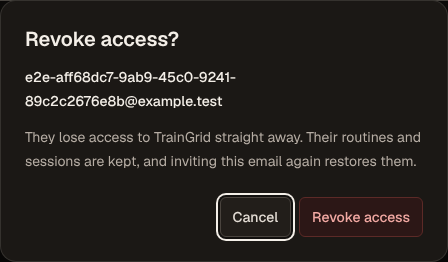 Revoke access?
e2e-aff68dc7-9ab9-45c0-9241-
89c2c2676e8b@example.test
They lose access to TrainGrid straight away. Their routines and
sessions are kept, and inviting this email again restores them.
Cancel
Revoke access